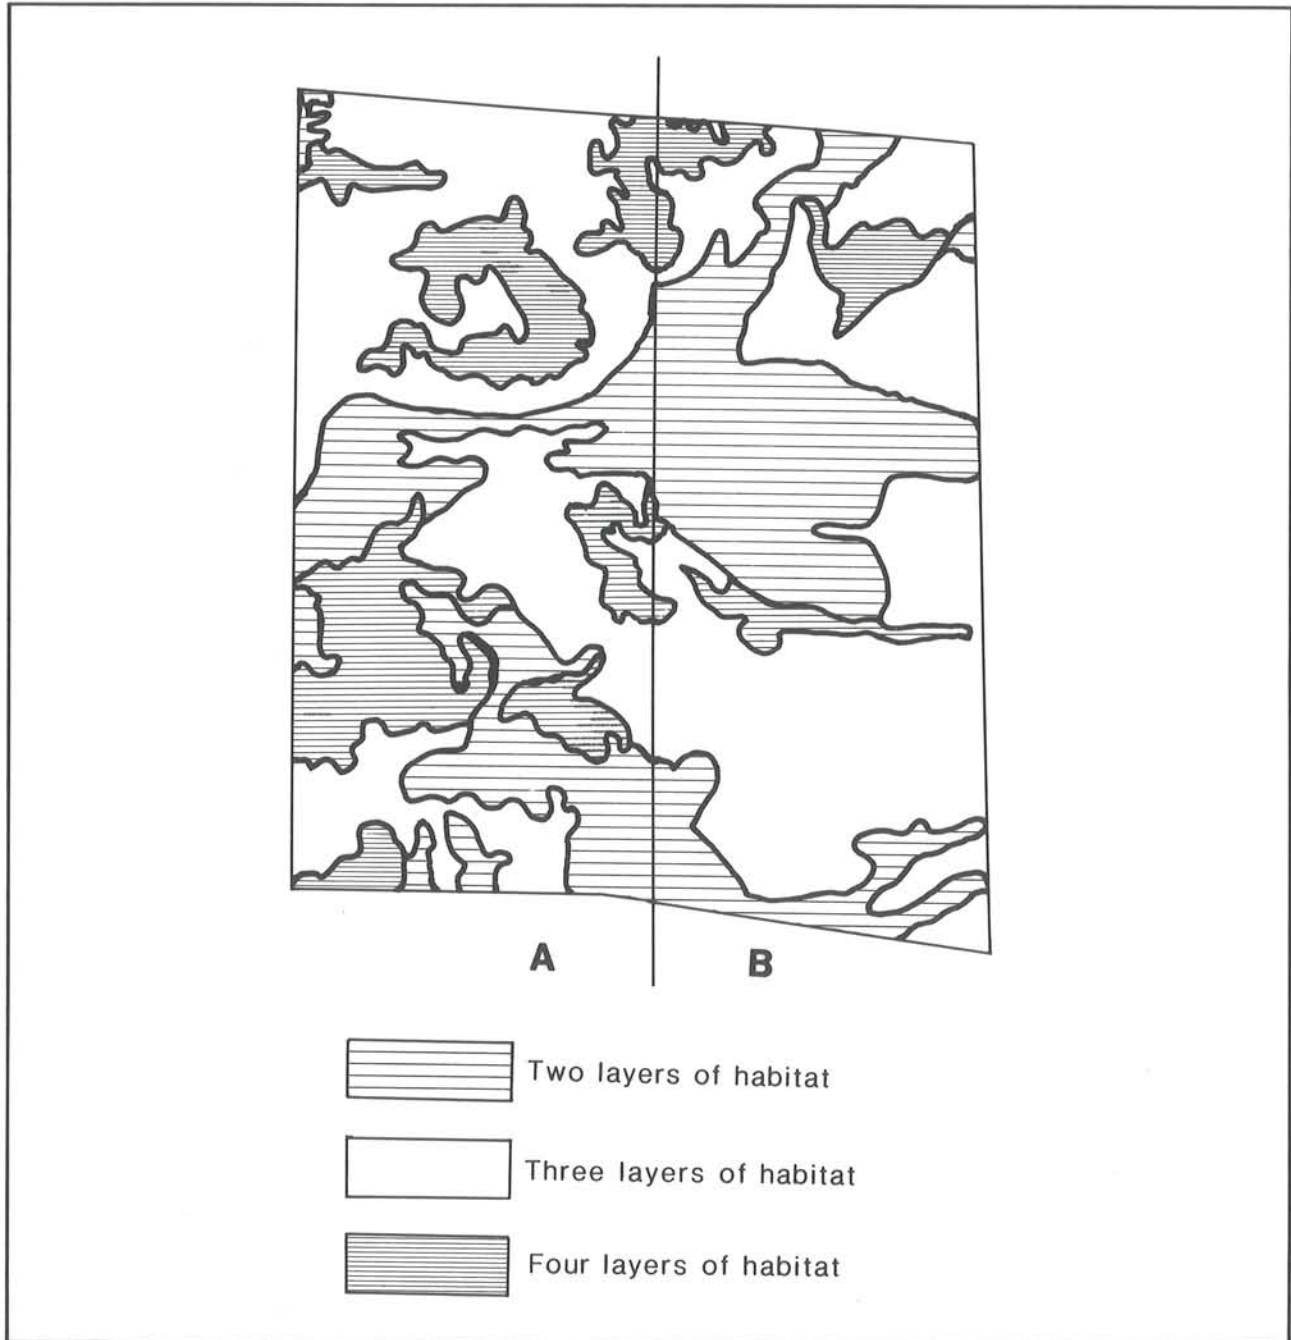 A B
Two layers of habitat
Three layers of habitat
Four layers of habitat